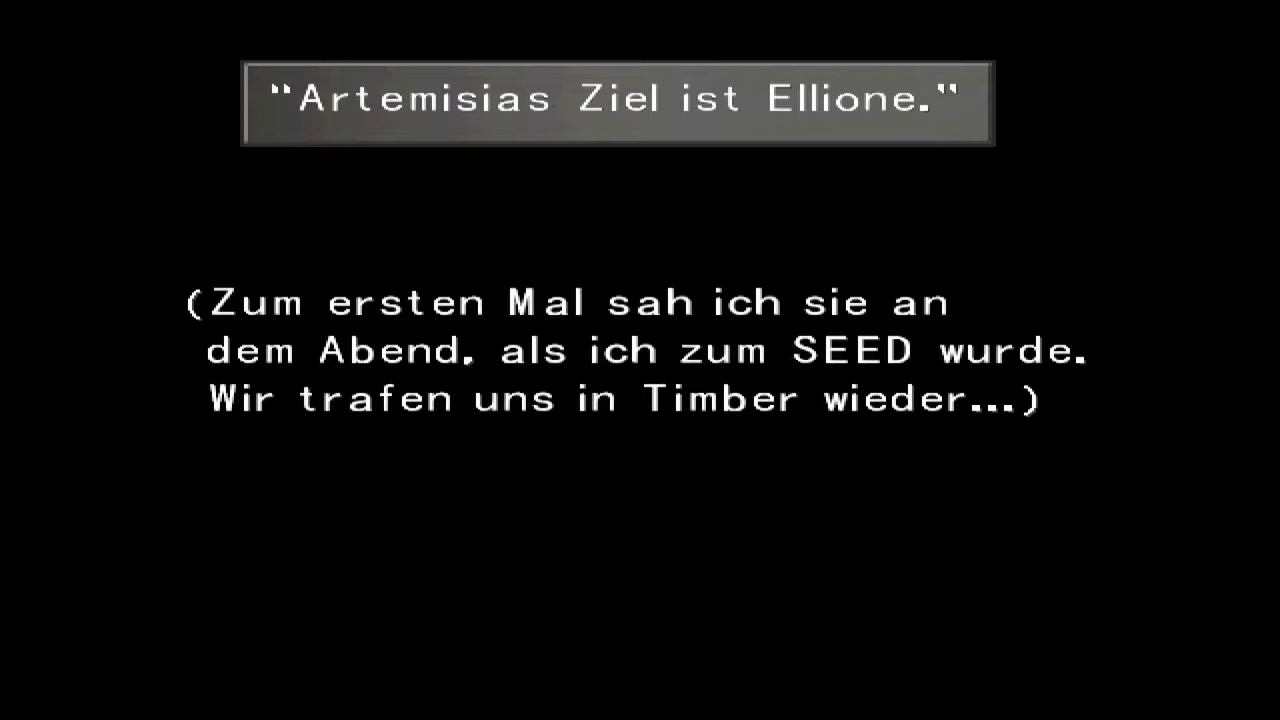 “Artemisias Ziel ist Ellione.”
(Zum ersten Mal sah ich sie an
dem Abend, als ich zum SEED wurde.
Wir trafen uns in Timber wieder...)